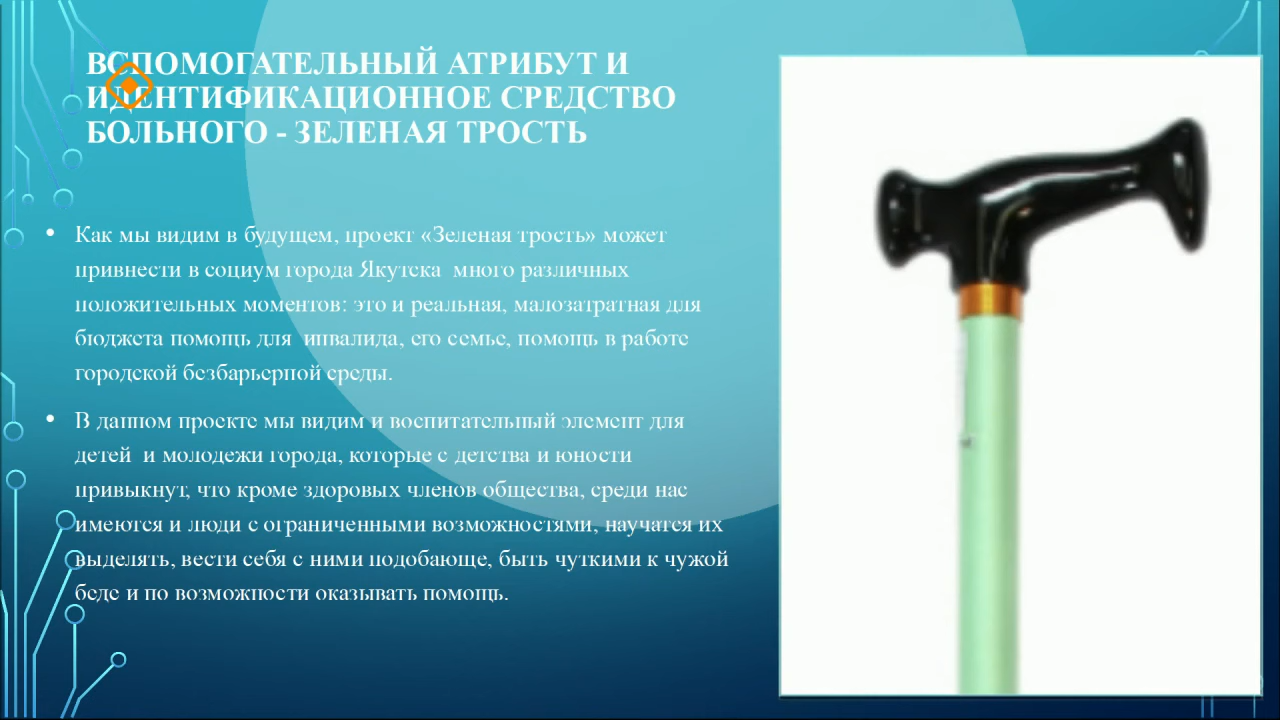 ВСПОМОГАТЕЛЬНЫЙ АТРИБУТ И
ИДЕНТИФИКАЦИОННОЕ СРЕДСТВО
БОЛЬНОГО - ЗЕЛЕНАЯ ТРОСТЬ
• Как мы видим в будущем, проект «Зеленая трость» может
привнести в социум города Якутска много различных
положительных моментов: это и реальная, малозатратная для
бюджета помощь для инвалида, его семье, помощь в работе
городской безбарьерной среды.
• В данном проекте мы видим и воспитательный элемент для
детей и молодежи города, которые с детства и юности
привыкнут, что кроме здоровых членов общества, среди нас
имеются и люди с ограниченными возможностями, научатся их
выделять, вести себя с ними подобающе, быть чуткими к чужой
беде и по возможности оказывать помощь.